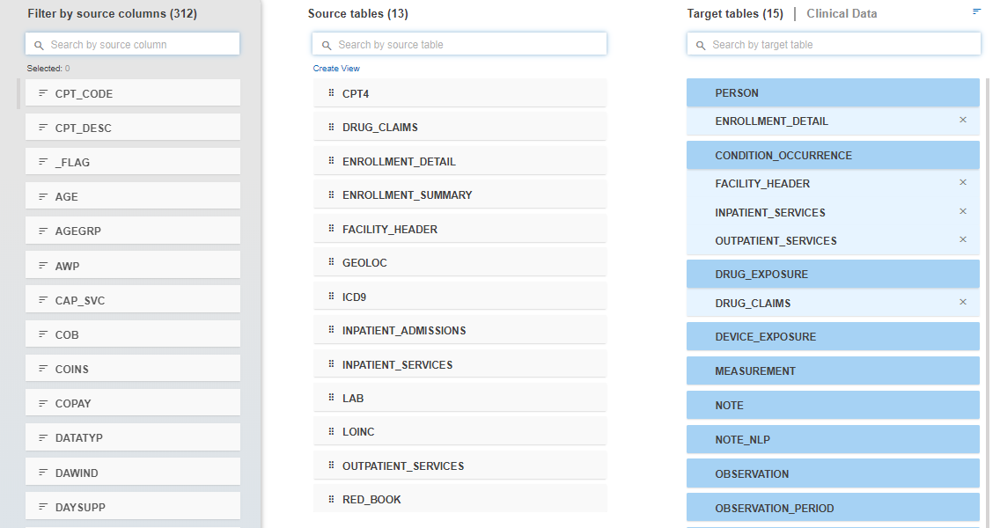 Filter by source columns (312)
Search by source column
Selected: 0
CPT_CODE
CPT_DESC
_FLAG
AGE
AGEGRP
AWP
CAP_SVC
COB
COINS
COPAY
DATATYP
DAWIND
DAYSUPP
Source tables (13)
Search by source table
Create View
CPT4
DRUG_CLAIMS
ENROLLMENT_DETAIL
ENROLLMENT_SUMMARY
FACILITY_HEADER
GEOLOC
ICD9
INPATIENT_ADMISSIONS
INPATIENT_SERVICES
LAB
LOINC
OUTPATIENT_SERVICES
RED_BOOK
Target tables (15) | Clinical Data
Search by target table
PERSON
ENROLLMENT_DETAIL
CONDITION_OCCURRENCE
FACILITY_HEADER
INPATIENT_SERVICES
OUTPATIENT_SERVICES
DRUG_EXPOSURE
DRUG_CLAIMS
DEVICE_EXPOSURE
MEASUREMENT
NOTE
NOTE_NLP
OBSERVATION
OBSERVATION_PERIOD